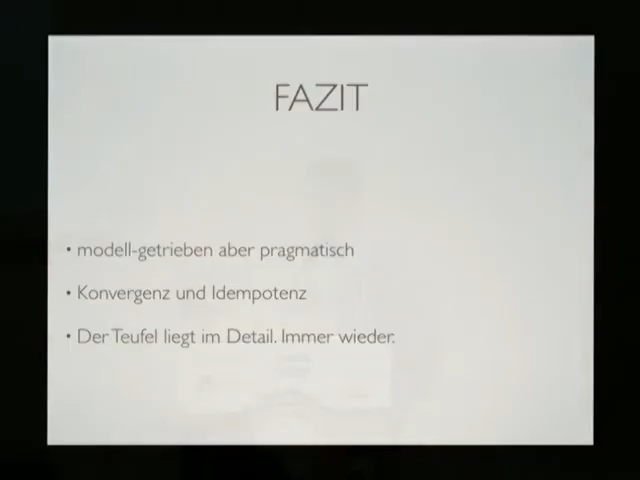 FAZIT
• modell-getrieben aber pragmatisch
• Konvergenz und Idempotenz
• Der Teufel liegt im Detail. Immer wieder.